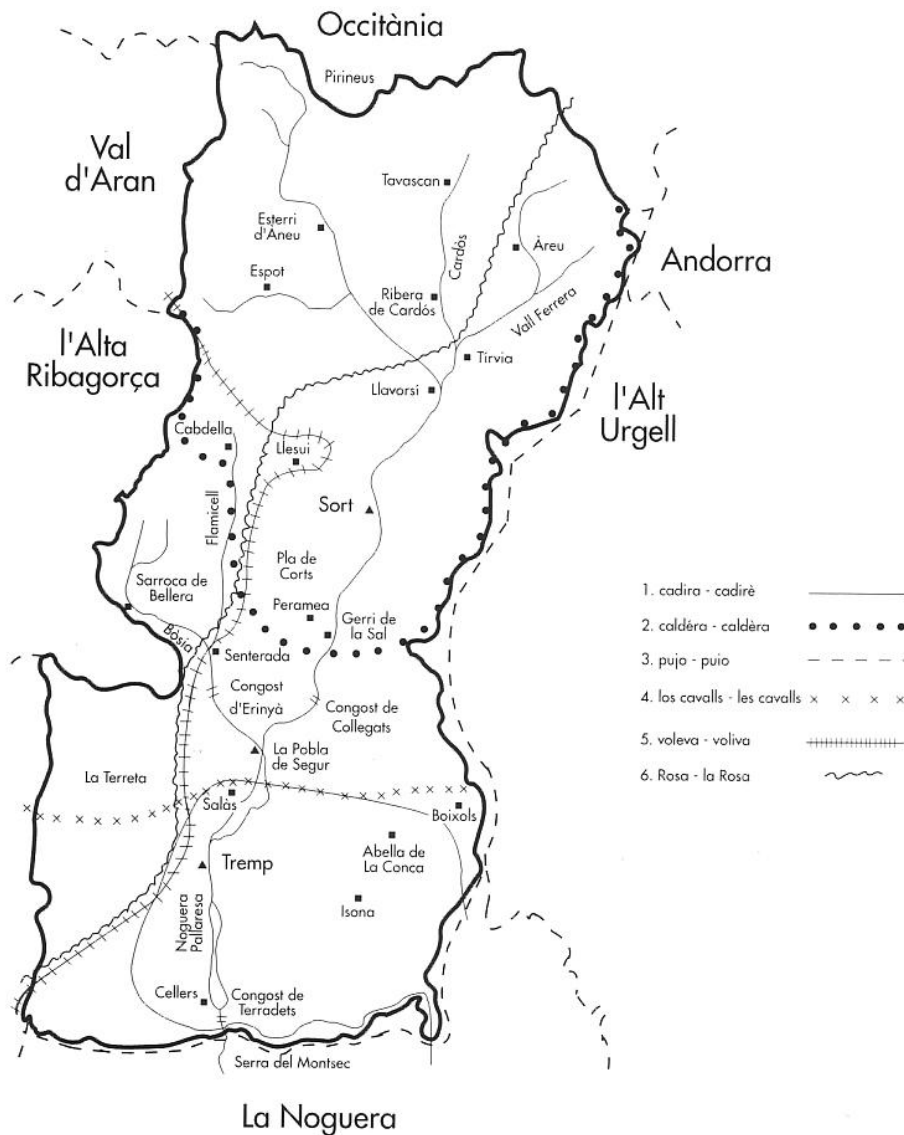 Occitània
Pirineus
Val
d'Aran
Tavascan
Esterri
d'Àneu
Cardós
Àreu
Andorra
Espot
Ribera
de Cardós
Vall Ferrera
l'Alta
Ribagorça
Tírvia
Llavorsí
l'Alt
Urgell
Cabdella
Llesui
Flamicell
Sort
Pla de
Corts
Sarroca de
Bellera
Peramea
Gerri de
la Sal
Bòsia
Senterada
Congost
d'Erinyà
Congost de
Collegats
La Pobla
de Segur
La Terreta
Salàs
Boixols
Abella de
La Conca
Tremp
Isona
Noguera
Pallaresa
Cellers
Congost de
Terradets
Serra del Montsec
La Noguera
1. cadira - cadirè
2. caldéra - caldèra
3. pujo - puio
4. los cavalls - les cavalls
5. voleva - voliva
6. Rosa - la Rosa